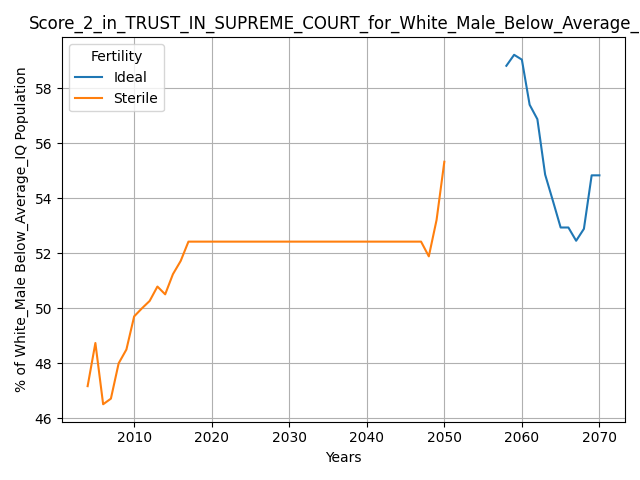 Score_2_in_TRUST_IN_SUPREME_COURT_for_White_Male_Below_Average_
Fertility
Ideal
Sterile
% of White_Male Below_Average_IQ Population
58
56
54
52
50
48
46
2010 2020 2030 2040 2050 2060 2070
Years